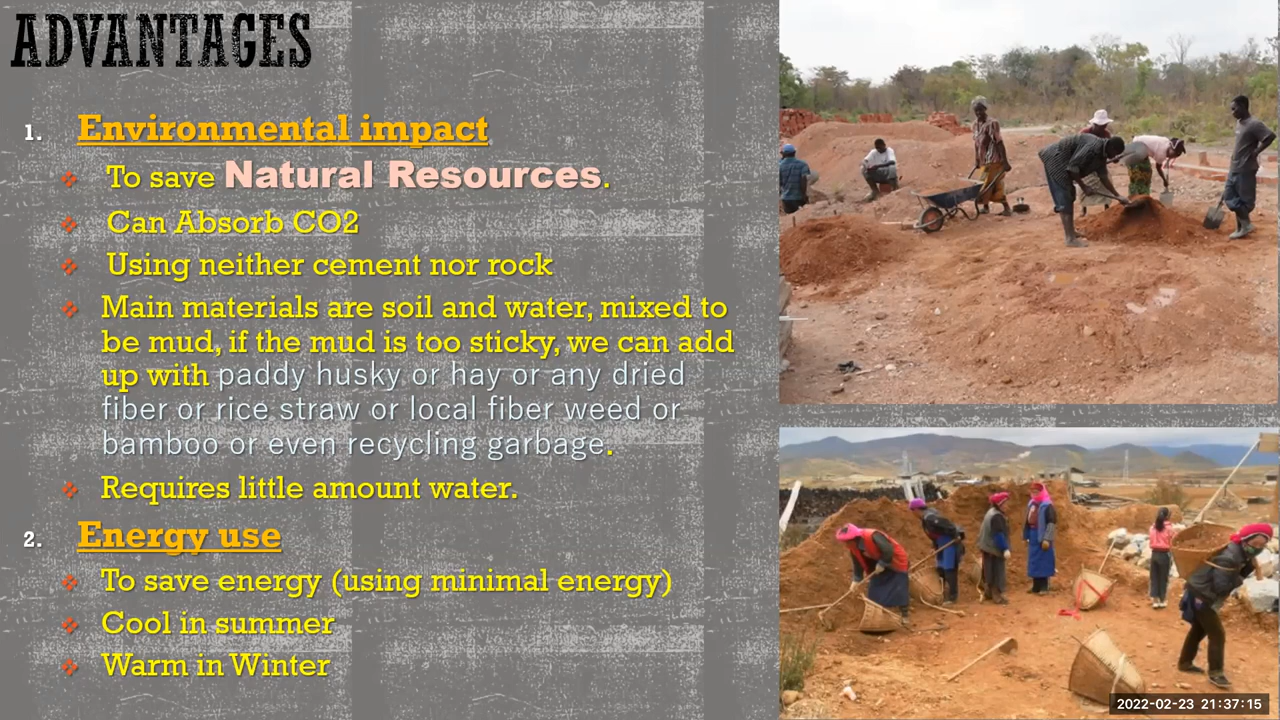 ADVANTAGES
1. Environmental impact
To save Natural Resources.
Can Absorb CO2
Using neither cement nor rock
Main materials are soil and water, mixed to
be mud, if the mud is too sticky, we can add
up with paddy husky or hay or any dried
fiber or rice straw or local fiber weed or
bamboo or even recycling garbage.
Requires little amount water.
2. Energy use
To save energy (using minimal energy)
Cool in summer
Warm in Winter
2022-02-23 21:37:15